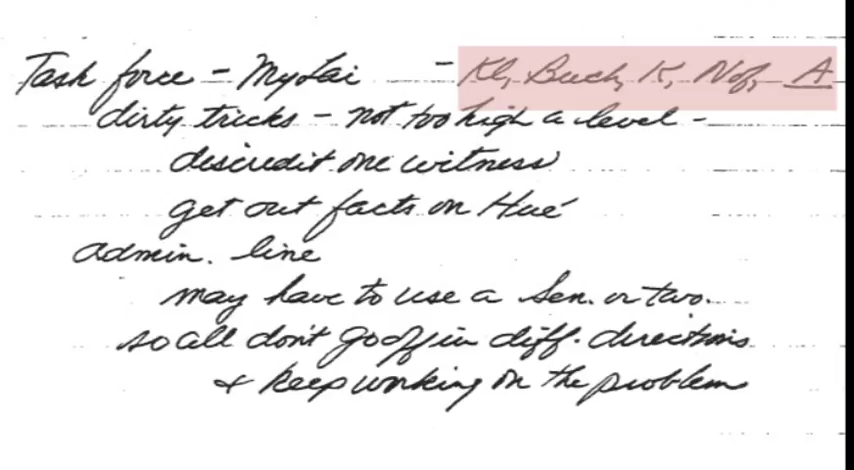 Task force - My Lai - Kl, Buch, K, Nof, A
dirty tricks - not too high a level -
discredit one witness
get out facts on Hué
admin. line
may have to use a Sen. or two.
so all don't go off in diff. directions
& keep working on the problem